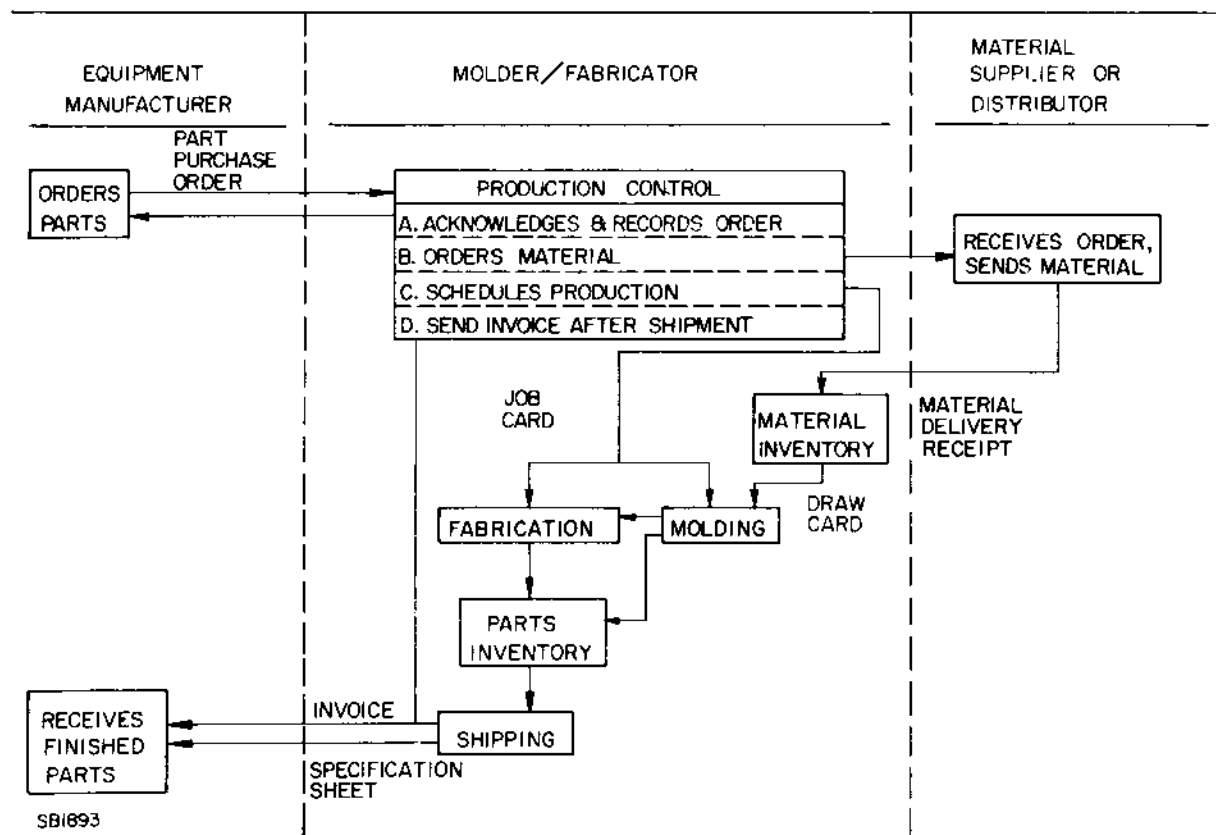 EQUIPMENT
MANUFACTURER
MOLDER/FABRICATOR
MATERIAL
SUPPLIER OR
DISTRIBUTOR
PART
PURCHASE
ORDER
ORDERS
PARTS
PRODUCTION CONTROL
A. ACKNOWLEDGES & RECORDS ORDER
B. ORDERS MATERIAL
C. SCHEDULES PRODUCTION
D. SEND INVOICE AFTER SHIPMENT
RECEIVES ORDER,
SENDS MATERIAL
JOB
CARD
MATERIAL
INVENTORY
MATERIAL
DELIVERY
RECEIPT
DRAW
CARD
FABRICATION
MOLDING
PARTS
INVENTORY
RECEIVES
FINISHED
PARTS
INVOICE
SHIPPING
SPECIFICATION
SHEET
SB1893